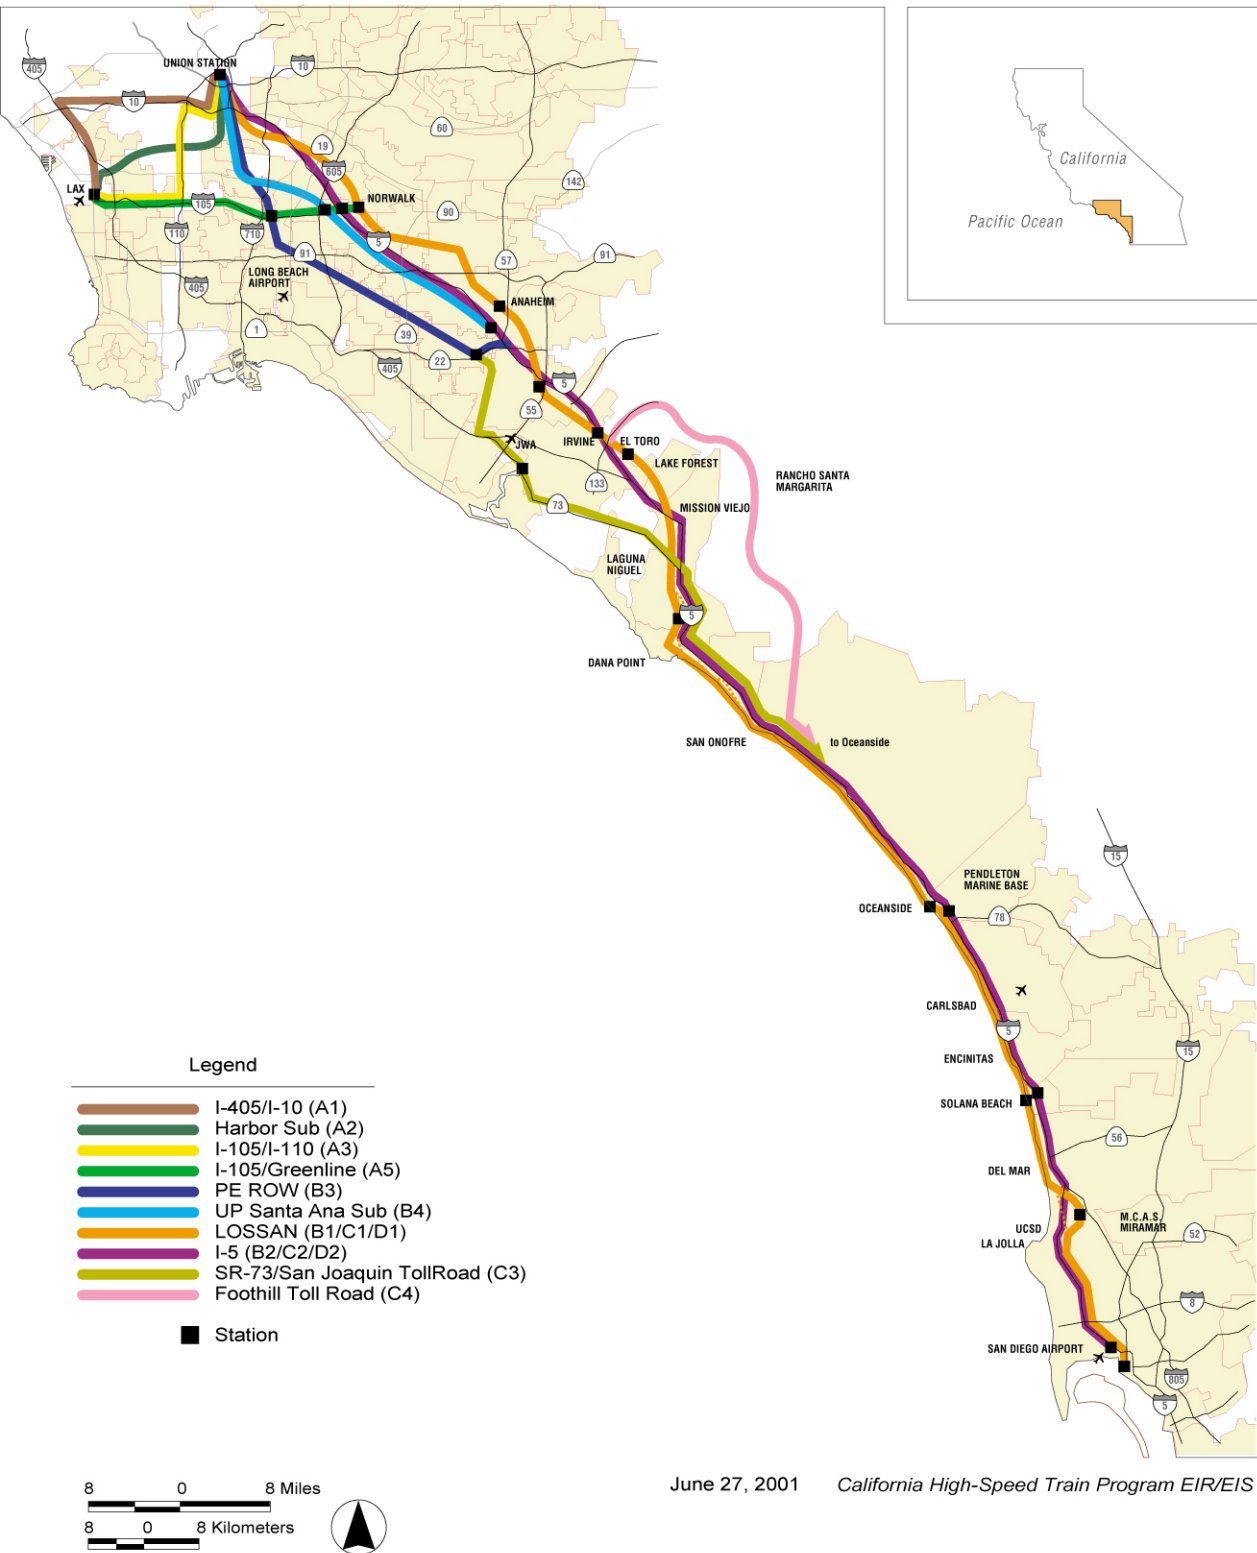 UNION STATION
405
10
10
60
19
605
142
LAX
105
NORWALK
90
110
710
5
91
57
91
LONG BEACH
AIRPORT
405
ANAHEIM
1
39
22
405
5
55
JWA
IRVINE
EL TORO
LAKE FOREST
133
RANCHO SANTA
MARGARITA
73
MISSION VIEJO
LAGUNA
NIGUEL
5
DANA POINT
SAN ONOFRE
to Oceanside
California
Pacific Ocean
15
PENDLETON
MARINE BASE
OCEANSIDE
78
CARLSBAD
5
15
ENCINITAS
SOLANA BEACH
56
DEL MAR
M.C.A.S.
MIRAMAR
UCSD
LA JOLLA
52
8
SAN DIEGO AIRPORT
805
5
Legend
I-405/I-10 (A1)
Harbor Sub (A2)
I-105/I-110 (A3)
I-105/Greenline (A5)
PE ROW (B3)
UP Santa Ana Sub (B4)
LOSSAN (B1/C1/D1)
I-5 (B2/C2/D2)
SR-73/San Joaquin TollRoad (C3)
Foothill Toll Road (C4)
Station
8 0 8 Miles
8 0 8 Kilometers
June 27, 2001 California High-Speed Train Program EIR/EIS